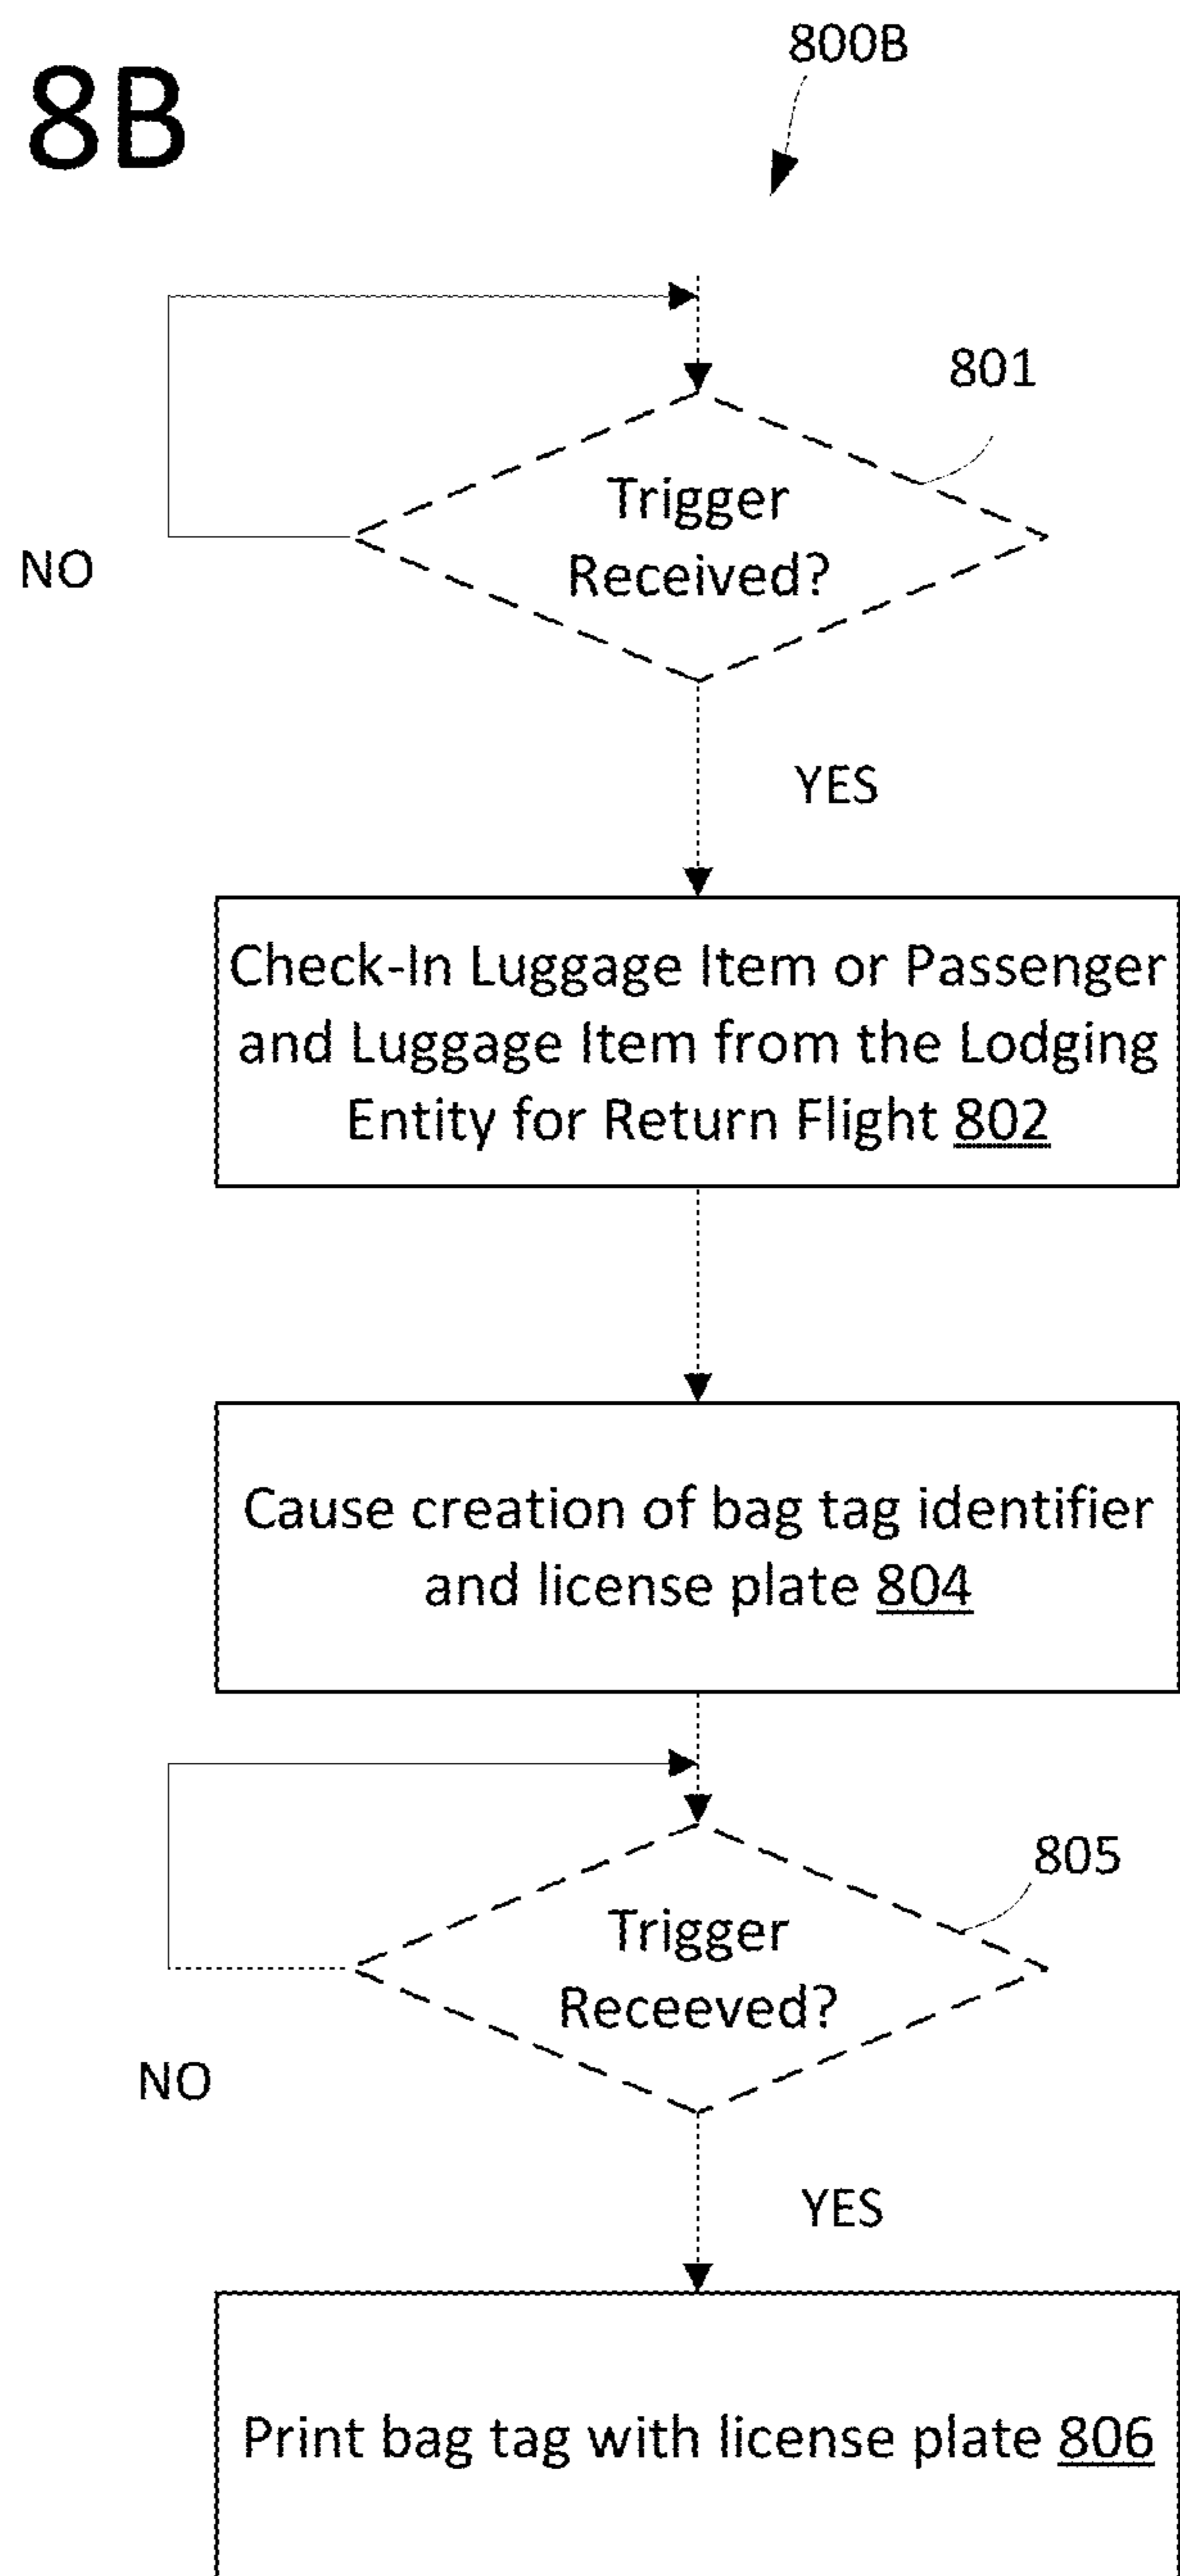 800B
8B
801
Trigger
Received?
NO
YES
Check-In Luggage Item or Passenger
and Luggage Item from the Lodging
Entity for Return Flight 802
Cause creation of bag tag identifier
and license plate 804
805
Trigger
Receeved?
NO
YES
Print bag tag with license plate 806